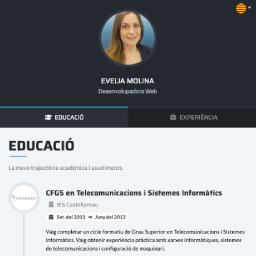 EVELIA MOLINA
Desenvolupadora Web
EDUCACIÓ
EXPERIÈNCIA
EDUCACIÓ
La meva trajectòria acadèmica i assoliments.
CFGS en Telecomunicacions i Sistemes Informàtics
IES Castellarnau
Set. del 2011 → Juny del 2013
Vaig completar un cicle formatiu de Grau Superior en Telecomunicacions i Sistemes
Informàtics. Vaig obtenir experiència pràctica amb xarxes informàtiques, sistemes
de telecomunicacions i configuració de maquinari.